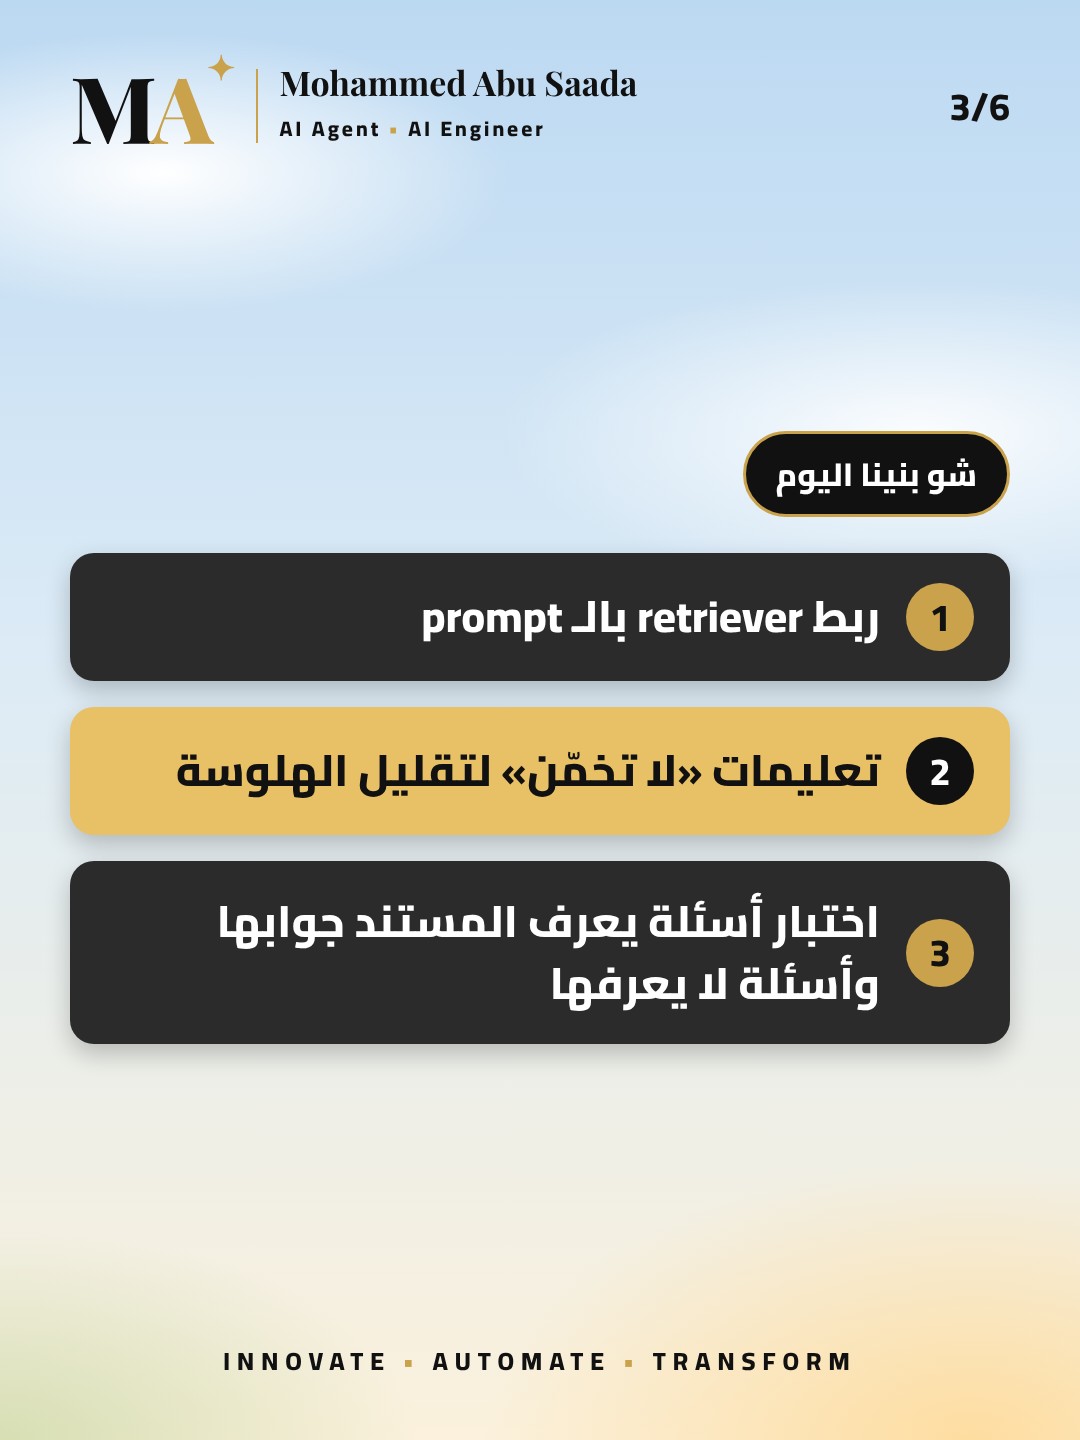 MA
Mohammed Abu Saada
AI Agent ▪ AI Engineer
3/6
شو بنينا اليوم
1
ربط retriever بالـ prompt
2
تعليمات «لا تخمّن» لتقليل الهلوسة
3
اختبار أسئلة يعرف المستند جوابها
وأسئلة لا يعرفها
INNOVATE ▪ AUTOMATE ▪ TRANSFORM